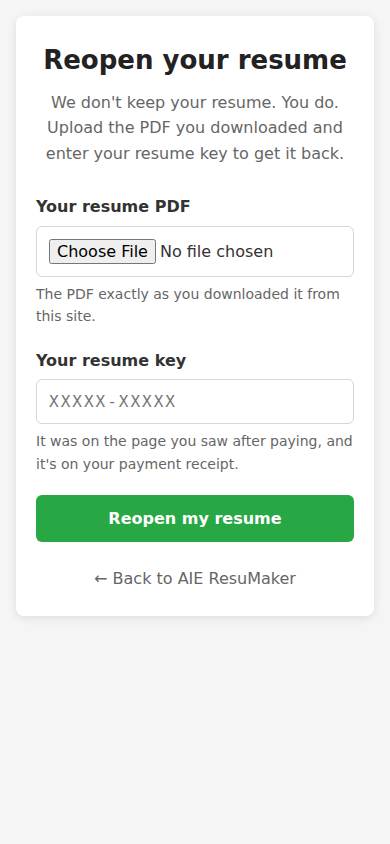 Reopen your resume
We don't keep your resume. You do.
Upload the PDF you downloaded and
enter your resume key to get it back.
Your resume PDF
Choose File No file chosen
The PDF exactly as you downloaded it from
this site.
Your resume key
XXXXX-XXXXX
It was on the page you saw after paying, and
it's on your payment receipt.
Reopen my resume
← Back to AIE ResuMaker